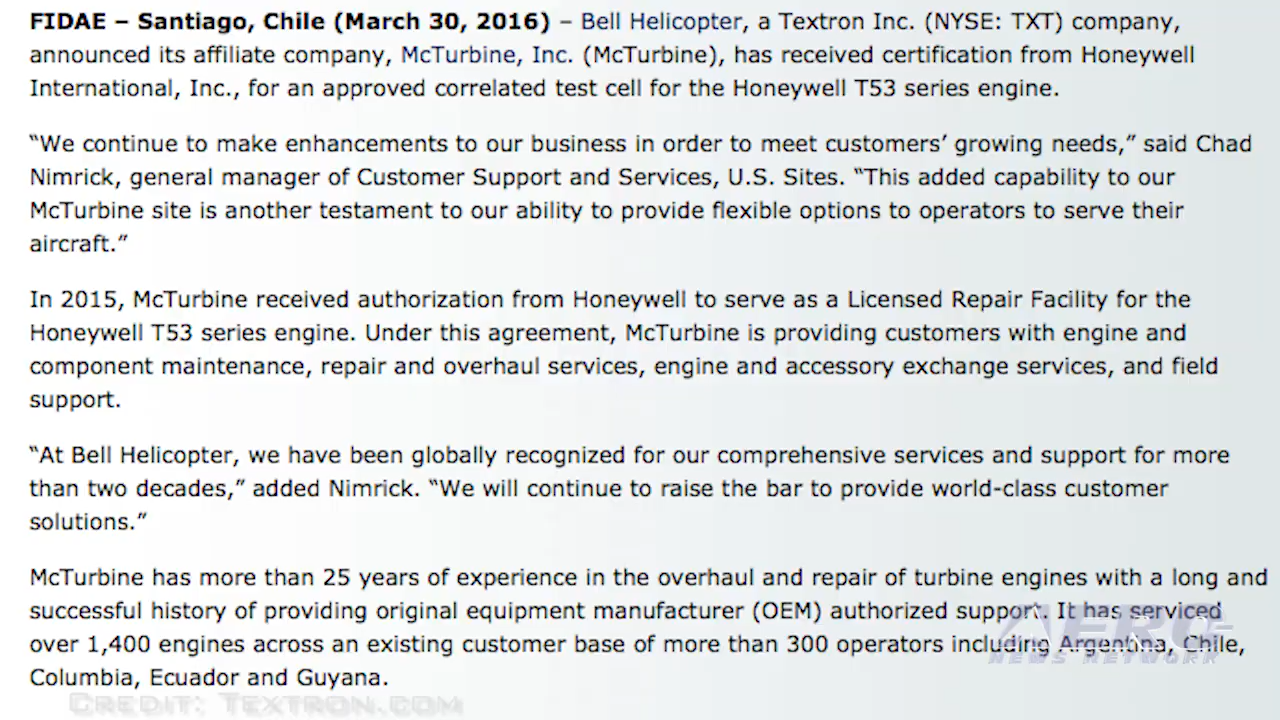 FIDAE – Santiago, Chile (March 30, 2016) – Bell Helicopter, a Textron Inc. (NYSE: TXT) company,
announced its affiliate company, McTurbine, Inc. (McTurbine), has received certification from Honeywell
International, Inc., for an approved correlated test cell for the Honeywell T53 series engine.
“We continue to make enhancements to our business in order to meet customers’ growing needs,” said Chad
Nimrick, general manager of Customer Support and Services, U.S. Sites. “This added capability to our
McTurbine site is another testament to our ability to provide flexible options to operators to serve their
aircraft.”
In 2015, McTurbine received authorization from Honeywell to serve as a Licensed Repair Facility for the
Honeywell T53 series engine. Under this agreement, McTurbine is providing customers with engine and
component maintenance, repair and overhaul services, engine and accessory exchange services, and field
support.
“At Bell Helicopter, we have been globally recognized for our comprehensive services and support for more
than two decades,” added Nimrick. “We will continue to raise the bar to provide world-class customer
solutions.”
McTurbine has more than 25 years of experience in the overhaul and repair of turbine engines with a long and
successful history of providing original equipment manufacturer (OEM) authorized support. It has serviced
over 1,400 engines across an existing customer base of more than 300 operators including Argentina, Chile,
Columbia, Ecuador and Guyana.
AERO
NEWS NETWORK
Credit: Textron.com